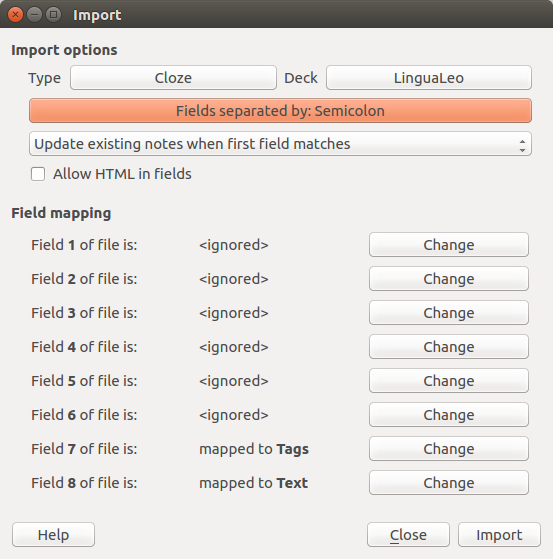 Import
Import options
Type Cloze Deck LinguaLeo
Fields separated by: Semicolon
Update existing notes when first field matches
Allow HTML in fields
Field mapping
Field 1 of file is: <ignored> Change
Field 2 of file is: <ignored> Change
Field 3 of file is: <ignored> Change
Field 4 of file is: <ignored> Change
Field 5 of file is: <ignored> Change
Field 6 of file is: <ignored> Change
Field 7 of file is: mapped to Tags Change
Field 8 of file is: mapped to Text Change
Help Close Import